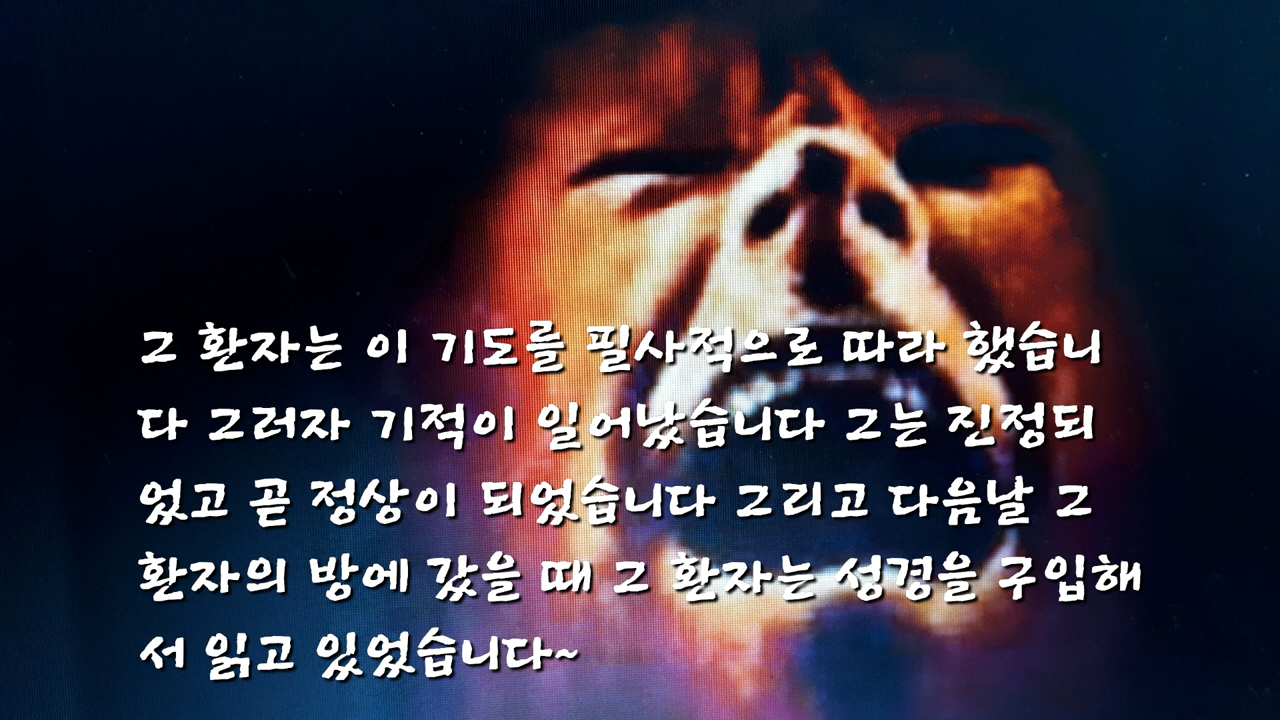 그 환자는 이 기도를 필사적으로 따라 했습니
다 그러자 기적이 일어났습니다 그는 진정되
었고 곧 정상이 되었습니다 그리고 다음날 그
환자의 방에 갔을 때 그 환자는 성경을 구입해
서 읽고 있었습니다~